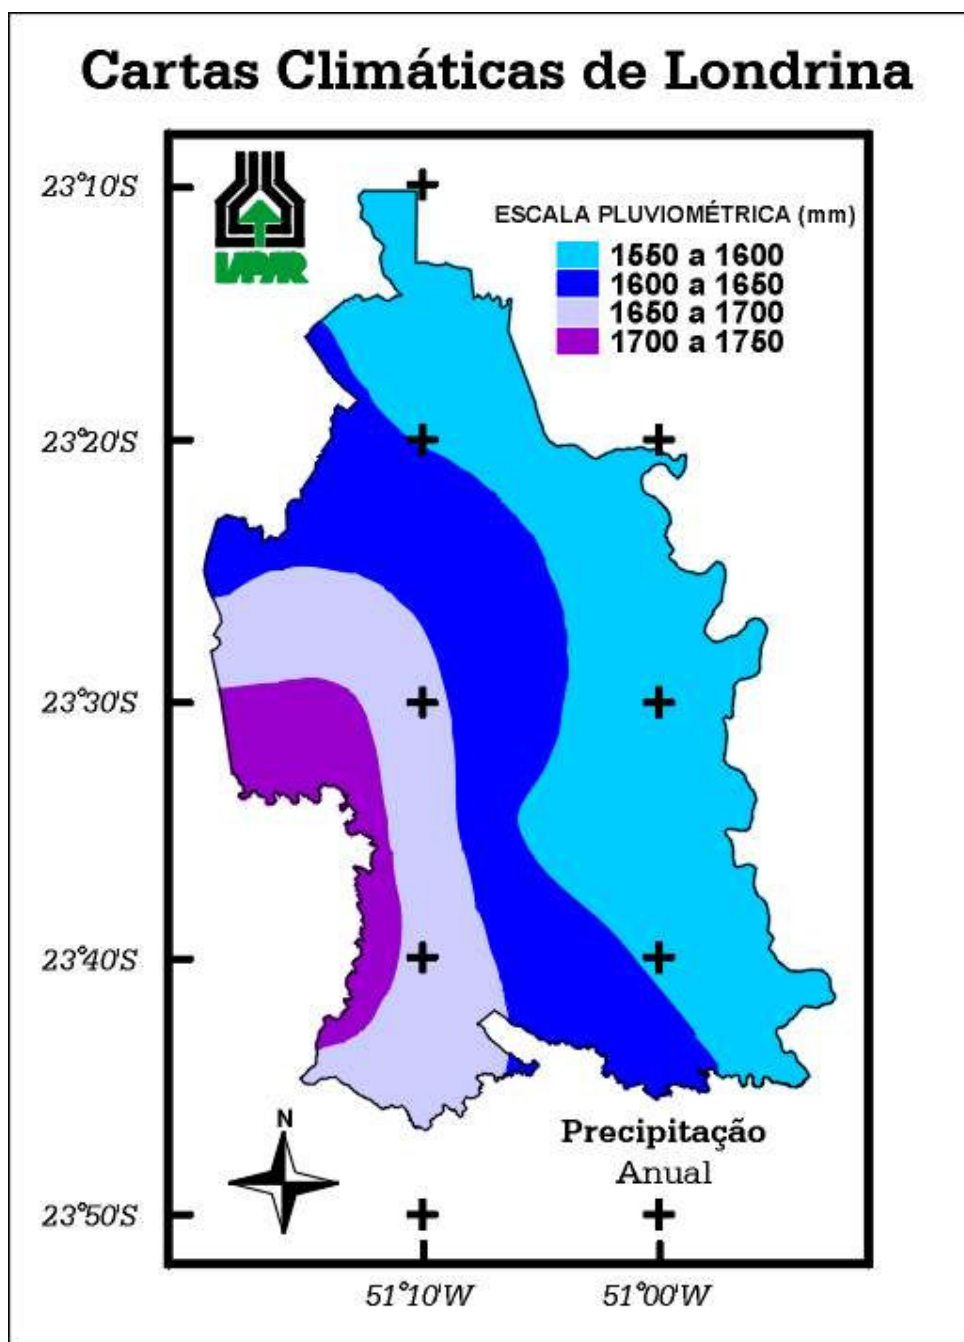 Cartas Climáticas de Londrina
IAPAR
23°10'S
ESCALA PLUVIOMÉTRICA (mm)
1550 a 1600
1600 a 1650
1650 a 1700
1700 a 1750
23°20'S
23°30'S
23°40'S
N
Precipitação
Anual
23°50'S
51°10'W
51°00'W